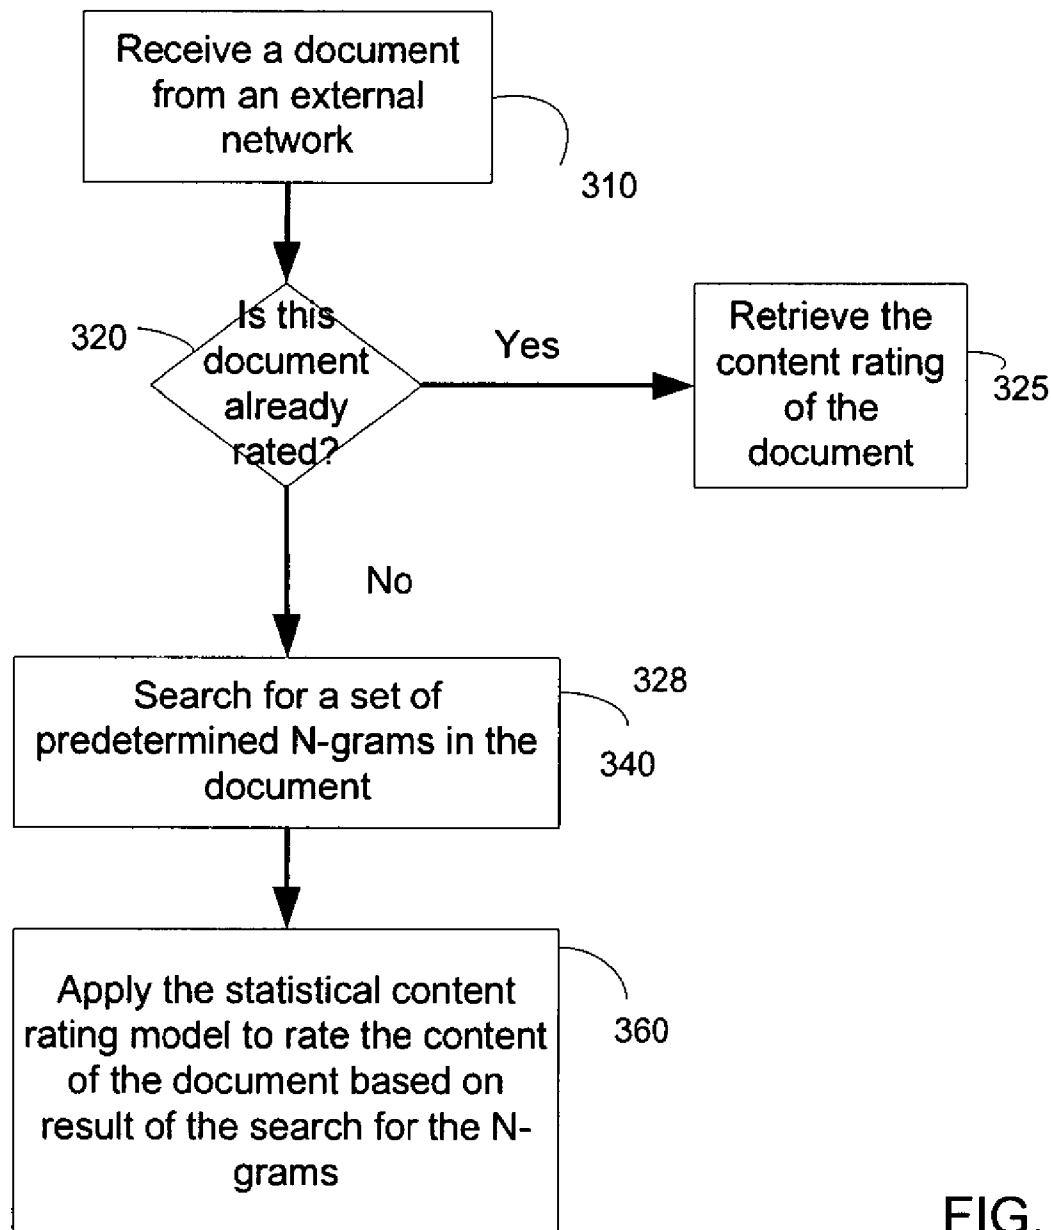 Receive a document
from an external
network
310
Is this
document
already
rated?
320
Yes
Retrieve the
content rating
of the
document
325
No
Search for a set of
predetermined N-grams in the
document
328
340
Apply the statistical content
rating model to rate the content
of the document based on
result of the search for the N-
grams
360
FIG.